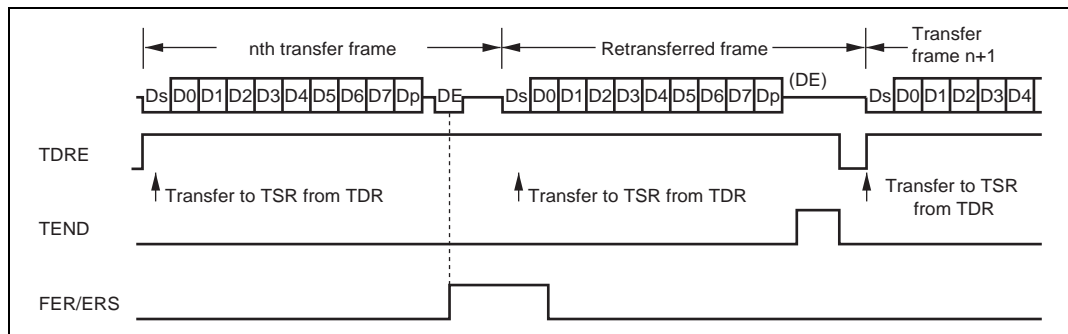 nth transfer frame
Retransferred frame
Transfer
frame n+1
Ds D0 D1 D2 D3 D4 D5 D6 D7 Dp DE Ds D0 D1 D2 D3 D4 D5 D6 D7 Dp (DE) Ds D0 D1 D2 D3 D4
TDRE
Transfer to TSR from TDR
Transfer to TSR from TDR
Transfer to TSR
from TDR
TEND
FER/ERS